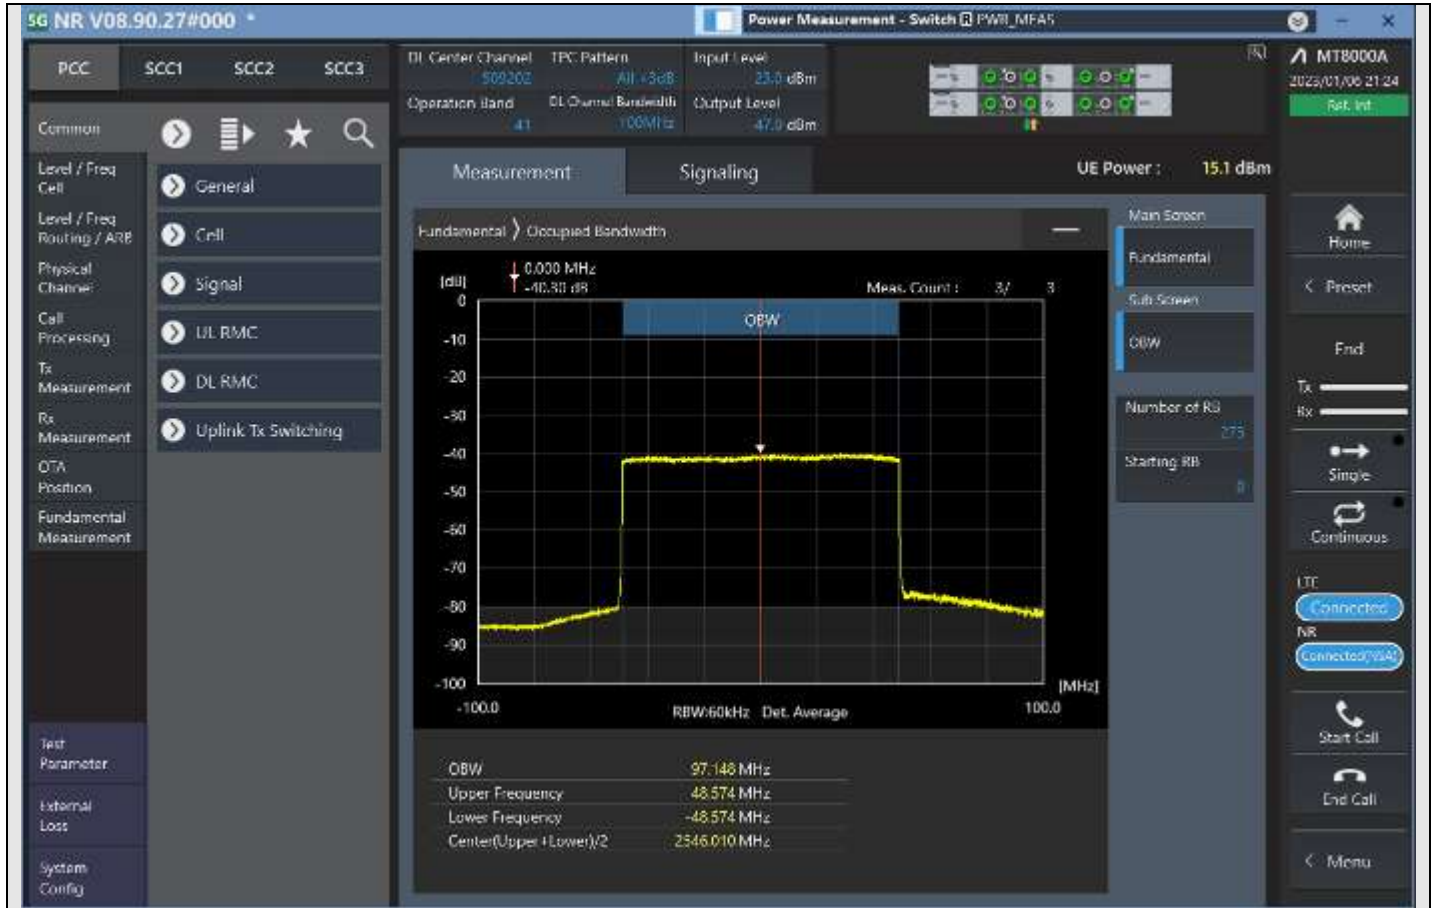 SG NR V08.90.27#000 *
Power Measurement - Switch PWR_MEAS
PCC SCC1 SCC2 SCC3
DL Center Channel TPC Pattern Input Level
509202 All +3dB 23.0 dBm
Operation Band DL Channel Bandwidth Output Level
41 100MHz 47.0 dBm
MT8000A
2023/01/06 21:24
Ref. Int
Common
Level / Freq
Cell
Level / Freq
Routing / ARB
Physical
Channel
Call
Processing
Tx
Measurement
Rx
Measurement
OTA
Position
Fundamental
Measurement
Test
Parameter
External
Loss
System
Config
General
Cell
Signal
UL RMC
DL RMC
Uplink Tx Switching
Measurement Signaling
UE Power : 15.1 dBm
Fundamental Occupied Bandwidth
0.000 MHz
[dB] -40.30 dB Meas. Count : 3/ 3
OBW
0
-10
-20
-30
-40
-50
-60
-70
-80
-90
-100
[MHz]
-100.0 RBW:60kHz Det. Average 100.0
OBW 97.148 MHz
Upper Frequency 48.574 MHz
Lower Frequency -48.574 MHz
Center(Upper+Lower)/2 2546.010 MHz
Main Screen
Fundamental
Sub Screen
OBW
Number of RB
273
Starting RB
0
Home
< Preset
End
Tx
Rx
Single
Continuous
LTE
Connected
NR
Connected(NSA)
Start Call
End Call
< Menu